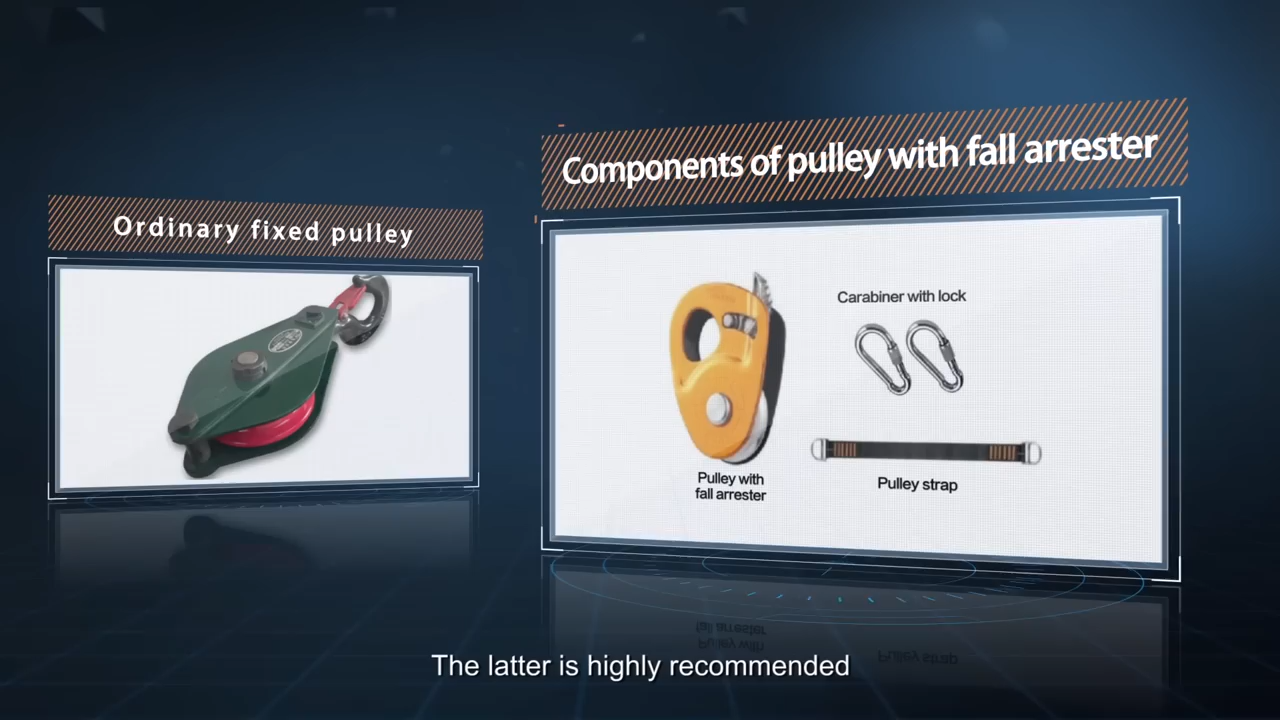 Ordinary fixed pulley
Components of pulley with fall arrester
Carabiner with lock
Pulley with
fall arrester
Pulley strap
The latter is highly recommended